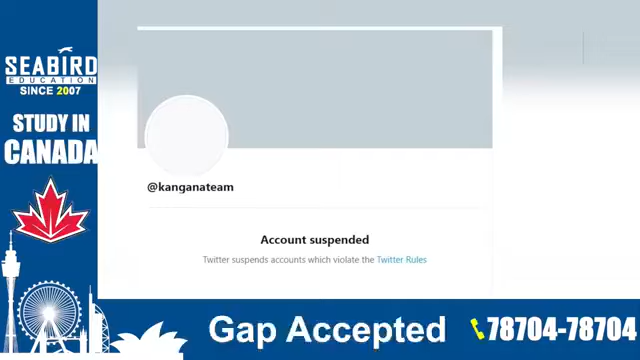 SEABIRD
EDUCATION
SINCE 2007
STUDY IN
CANADA
@kanganateam
Account suspended
Twitter suspends accounts which violate the Twitter Rules
Gap Accepted
78704-78704